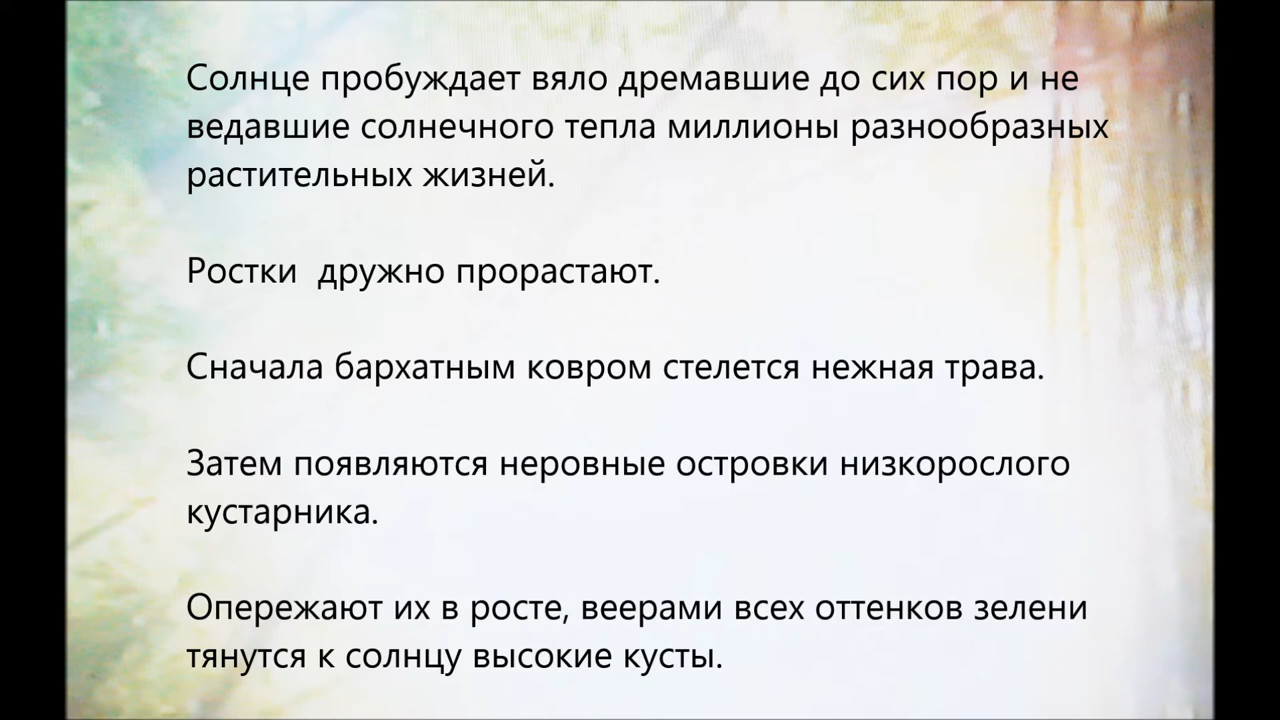 Солнце пробуждает вяло дремавшие до сих пор и не
ведавшие солнечного тепла миллионы разнообразных
растительных жизней.
Ростки  дружно прорастают.
Сначала бархатным ковром стелется нежная трава.
Затем появляются неровные островки низкорослого
кустарника.
Опережают их в росте, веерами всех оттенков зелени
тянутся к солнцу высокие кусты.